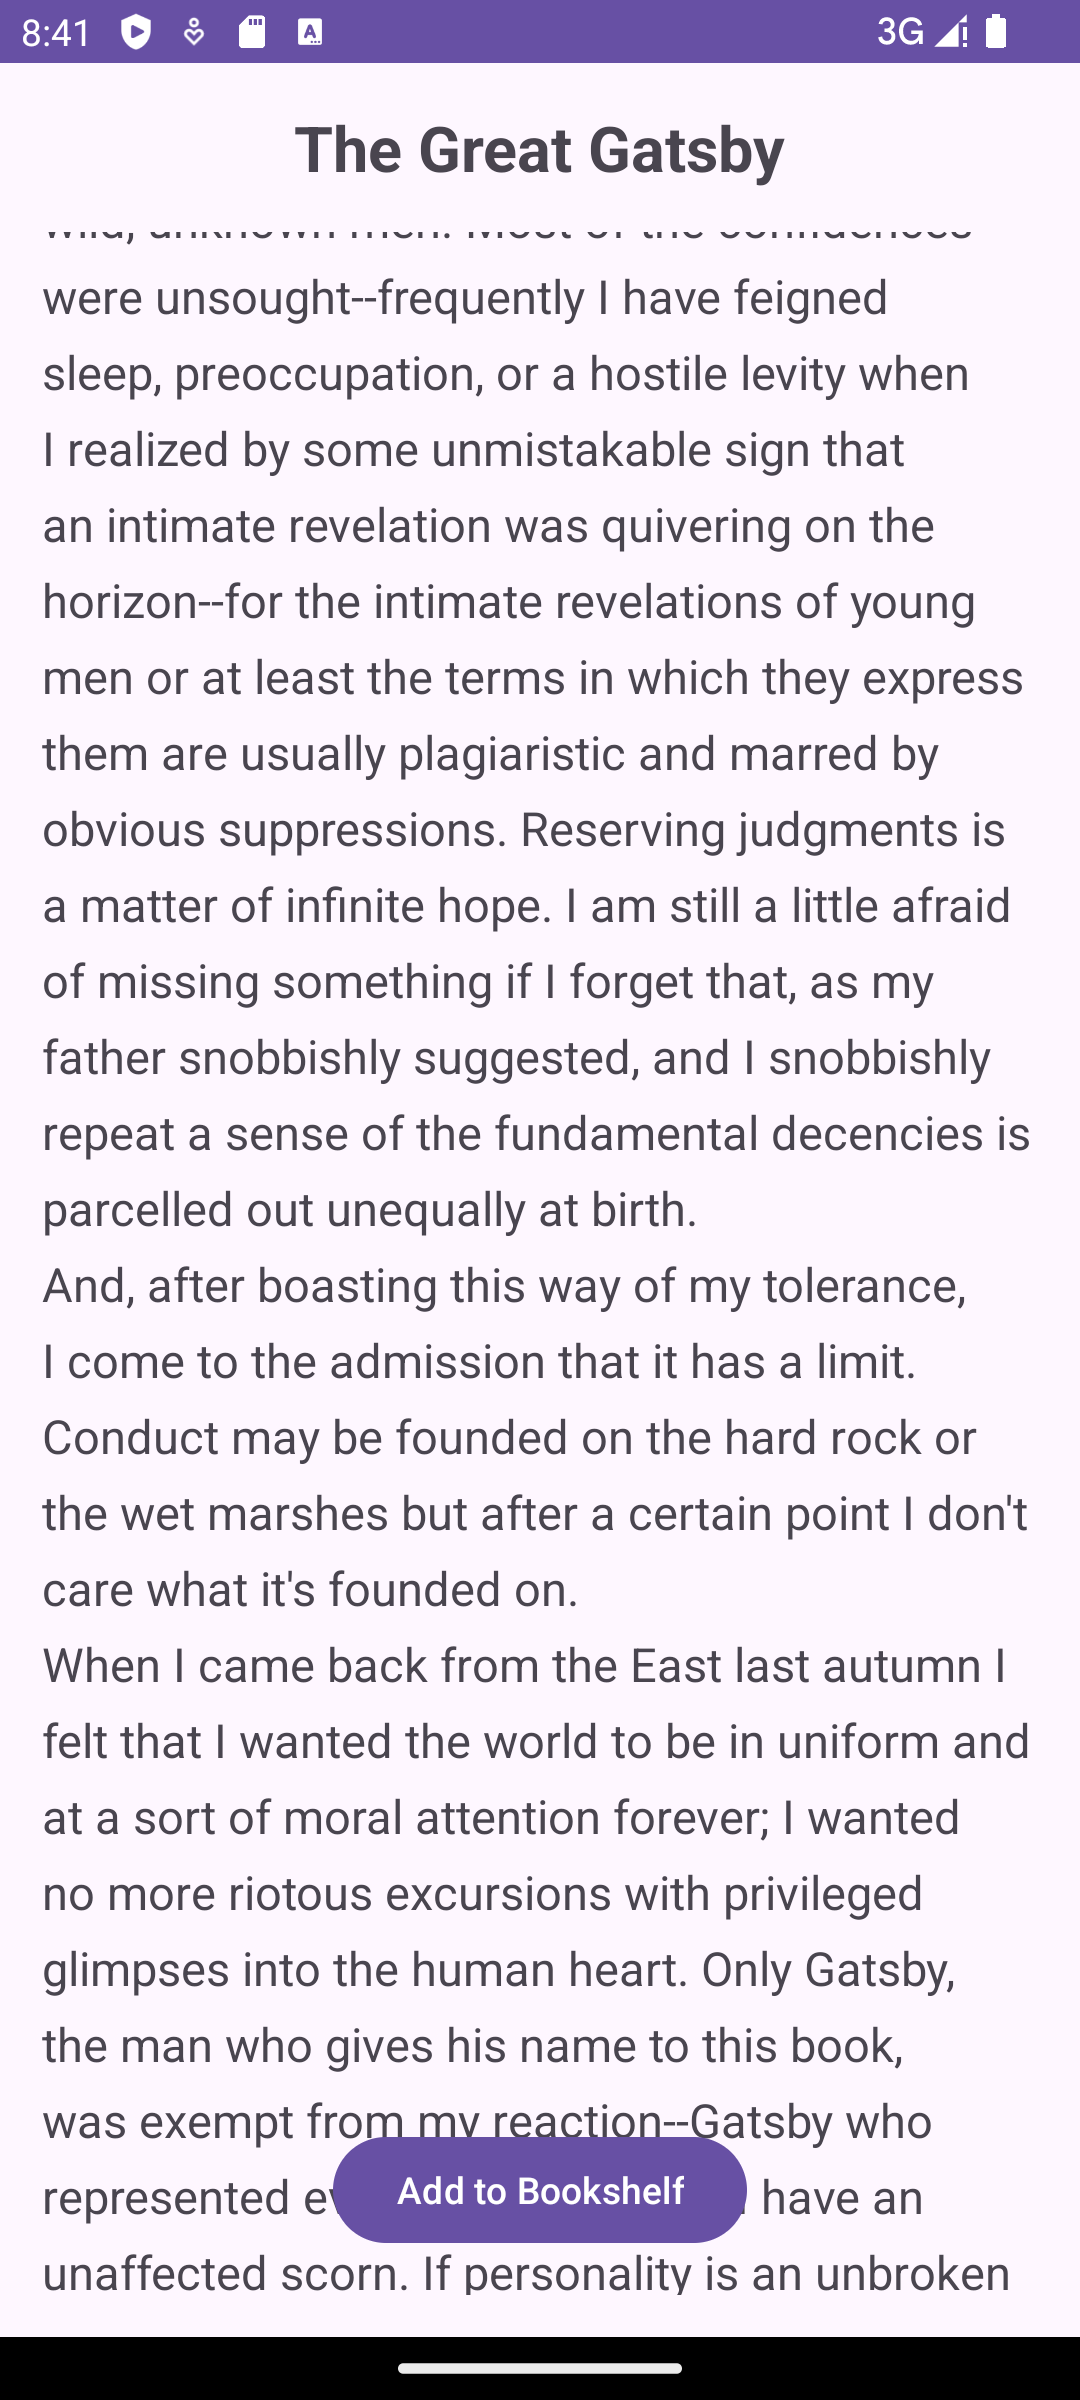 8:41
3G
The Great Gatsby
wild, unknown men. Most of the confidences
were unsought--frequently I have feigned
sleep, preoccupation, or a hostile levity when
I realized by some unmistakable sign that
an intimate revelation was quivering on the
horizon--for the intimate revelations of young
men or at least the terms in which they express
them are usually plagiaristic and marred by
obvious suppressions. Reserving judgments is
a matter of infinite hope. I am still a little afraid
of missing something if I forget that, as my
father snobbishly suggested, and I snobbishly
repeat a sense of the fundamental decencies is
parcelled out unequally at birth.
And, after boasting this way of my tolerance,
I come to the admission that it has a limit.
Conduct may be founded on the hard rock or
the wet marshes but after a certain point I don't
care what it's founded on.
When I came back from the East last autumn I
felt that I wanted the world to be in uniform and
at a sort of moral attention forever; I wanted
no more riotous excursions with privileged
glimpses into the human heart. Only Gatsby,
the man who gives his name to this book,
was exempt from my reaction--Gatsby who
represented have an
Add to Bookshelf
unaffected scorn. If personality is an unbroken